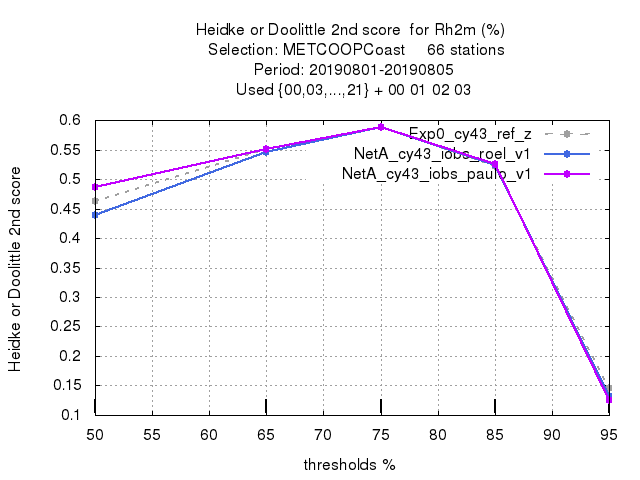 Heidke or Doolittle 2nd score for Rh2m (%)
Selection: METCOOPCoast 66 stations
Period: 20190801-20190805
Used {00,03,...,21} + 00 01 02 03
Exp0_cy43_ref_z
NetA_cy43_iobs_roel_v1
NetA_cy43_iobs_paulo_v1
Heidke or Doolittle 2nd score
0.6
0.55
0.5
0.45
0.4
0.35
0.3
0.25
0.2
0.15
0.1
50 55 60 65 70 75 80 85 90 95
thresholds %